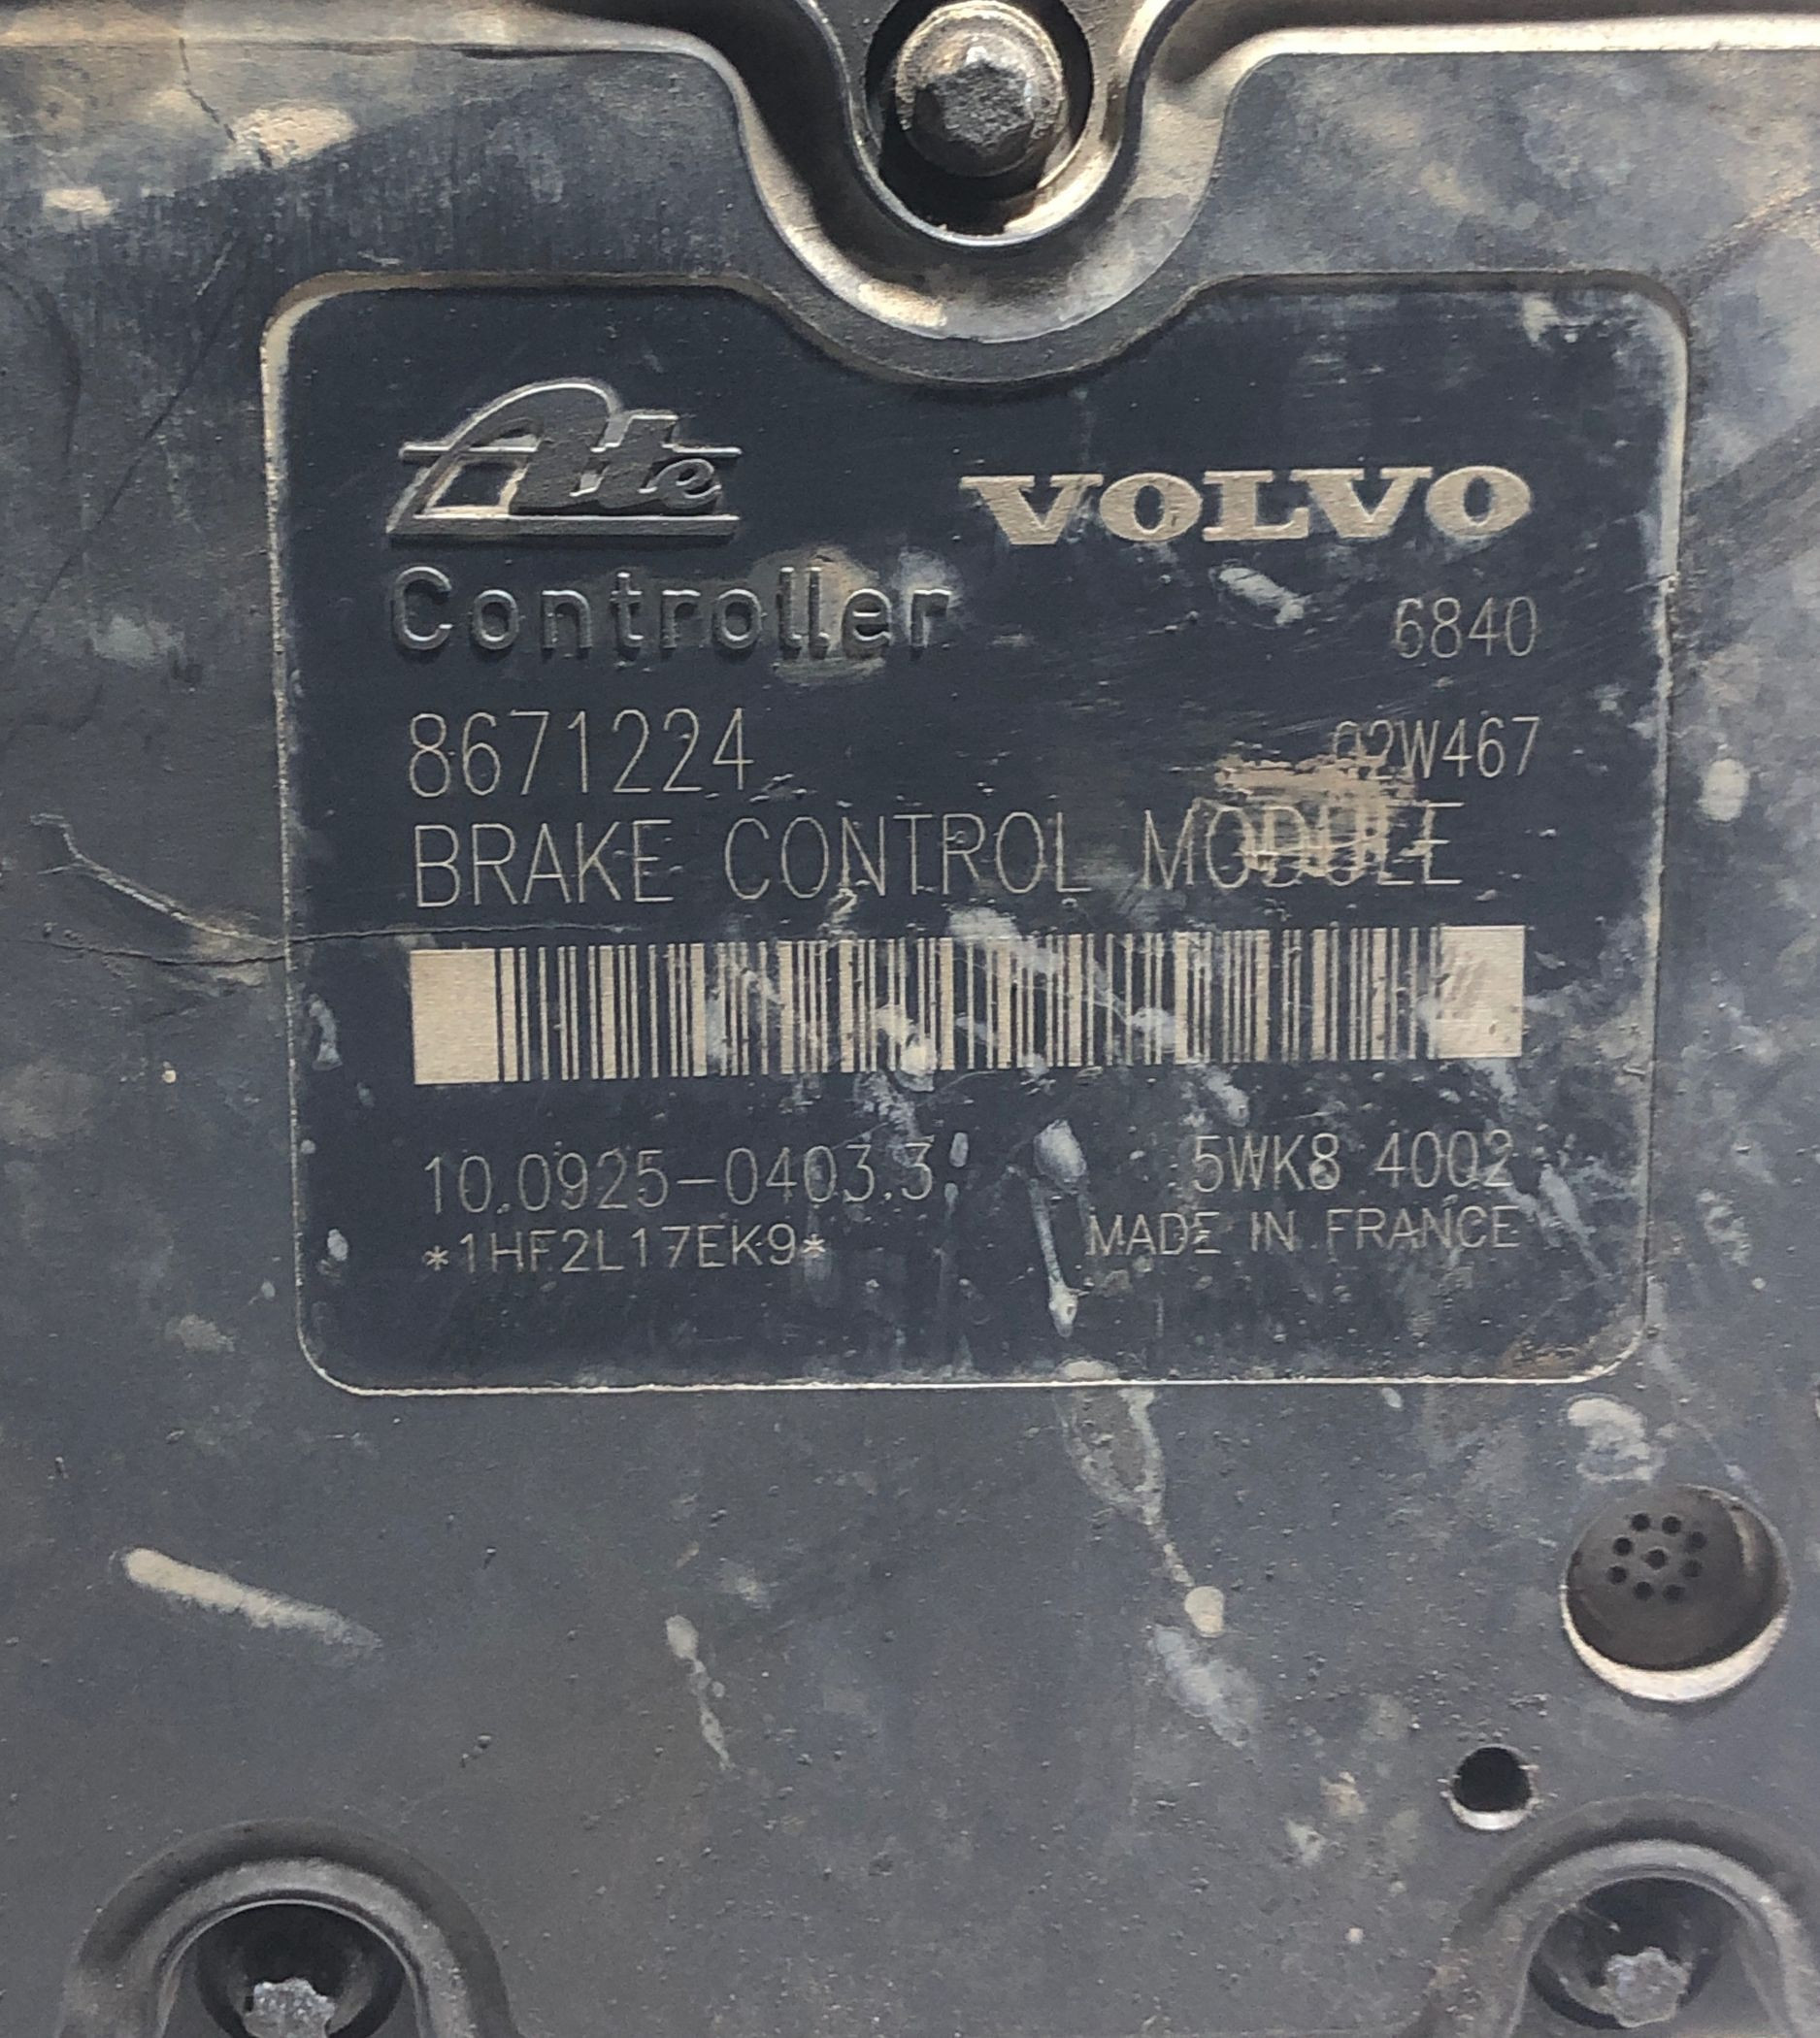 Ate VOLVO
Controller 6840
8671224 02W467
BRAKE CONTROL MODULE
10.0925-0403.3 5WK8 4002
*1HF2L17EK9* MADE IN FRANCE